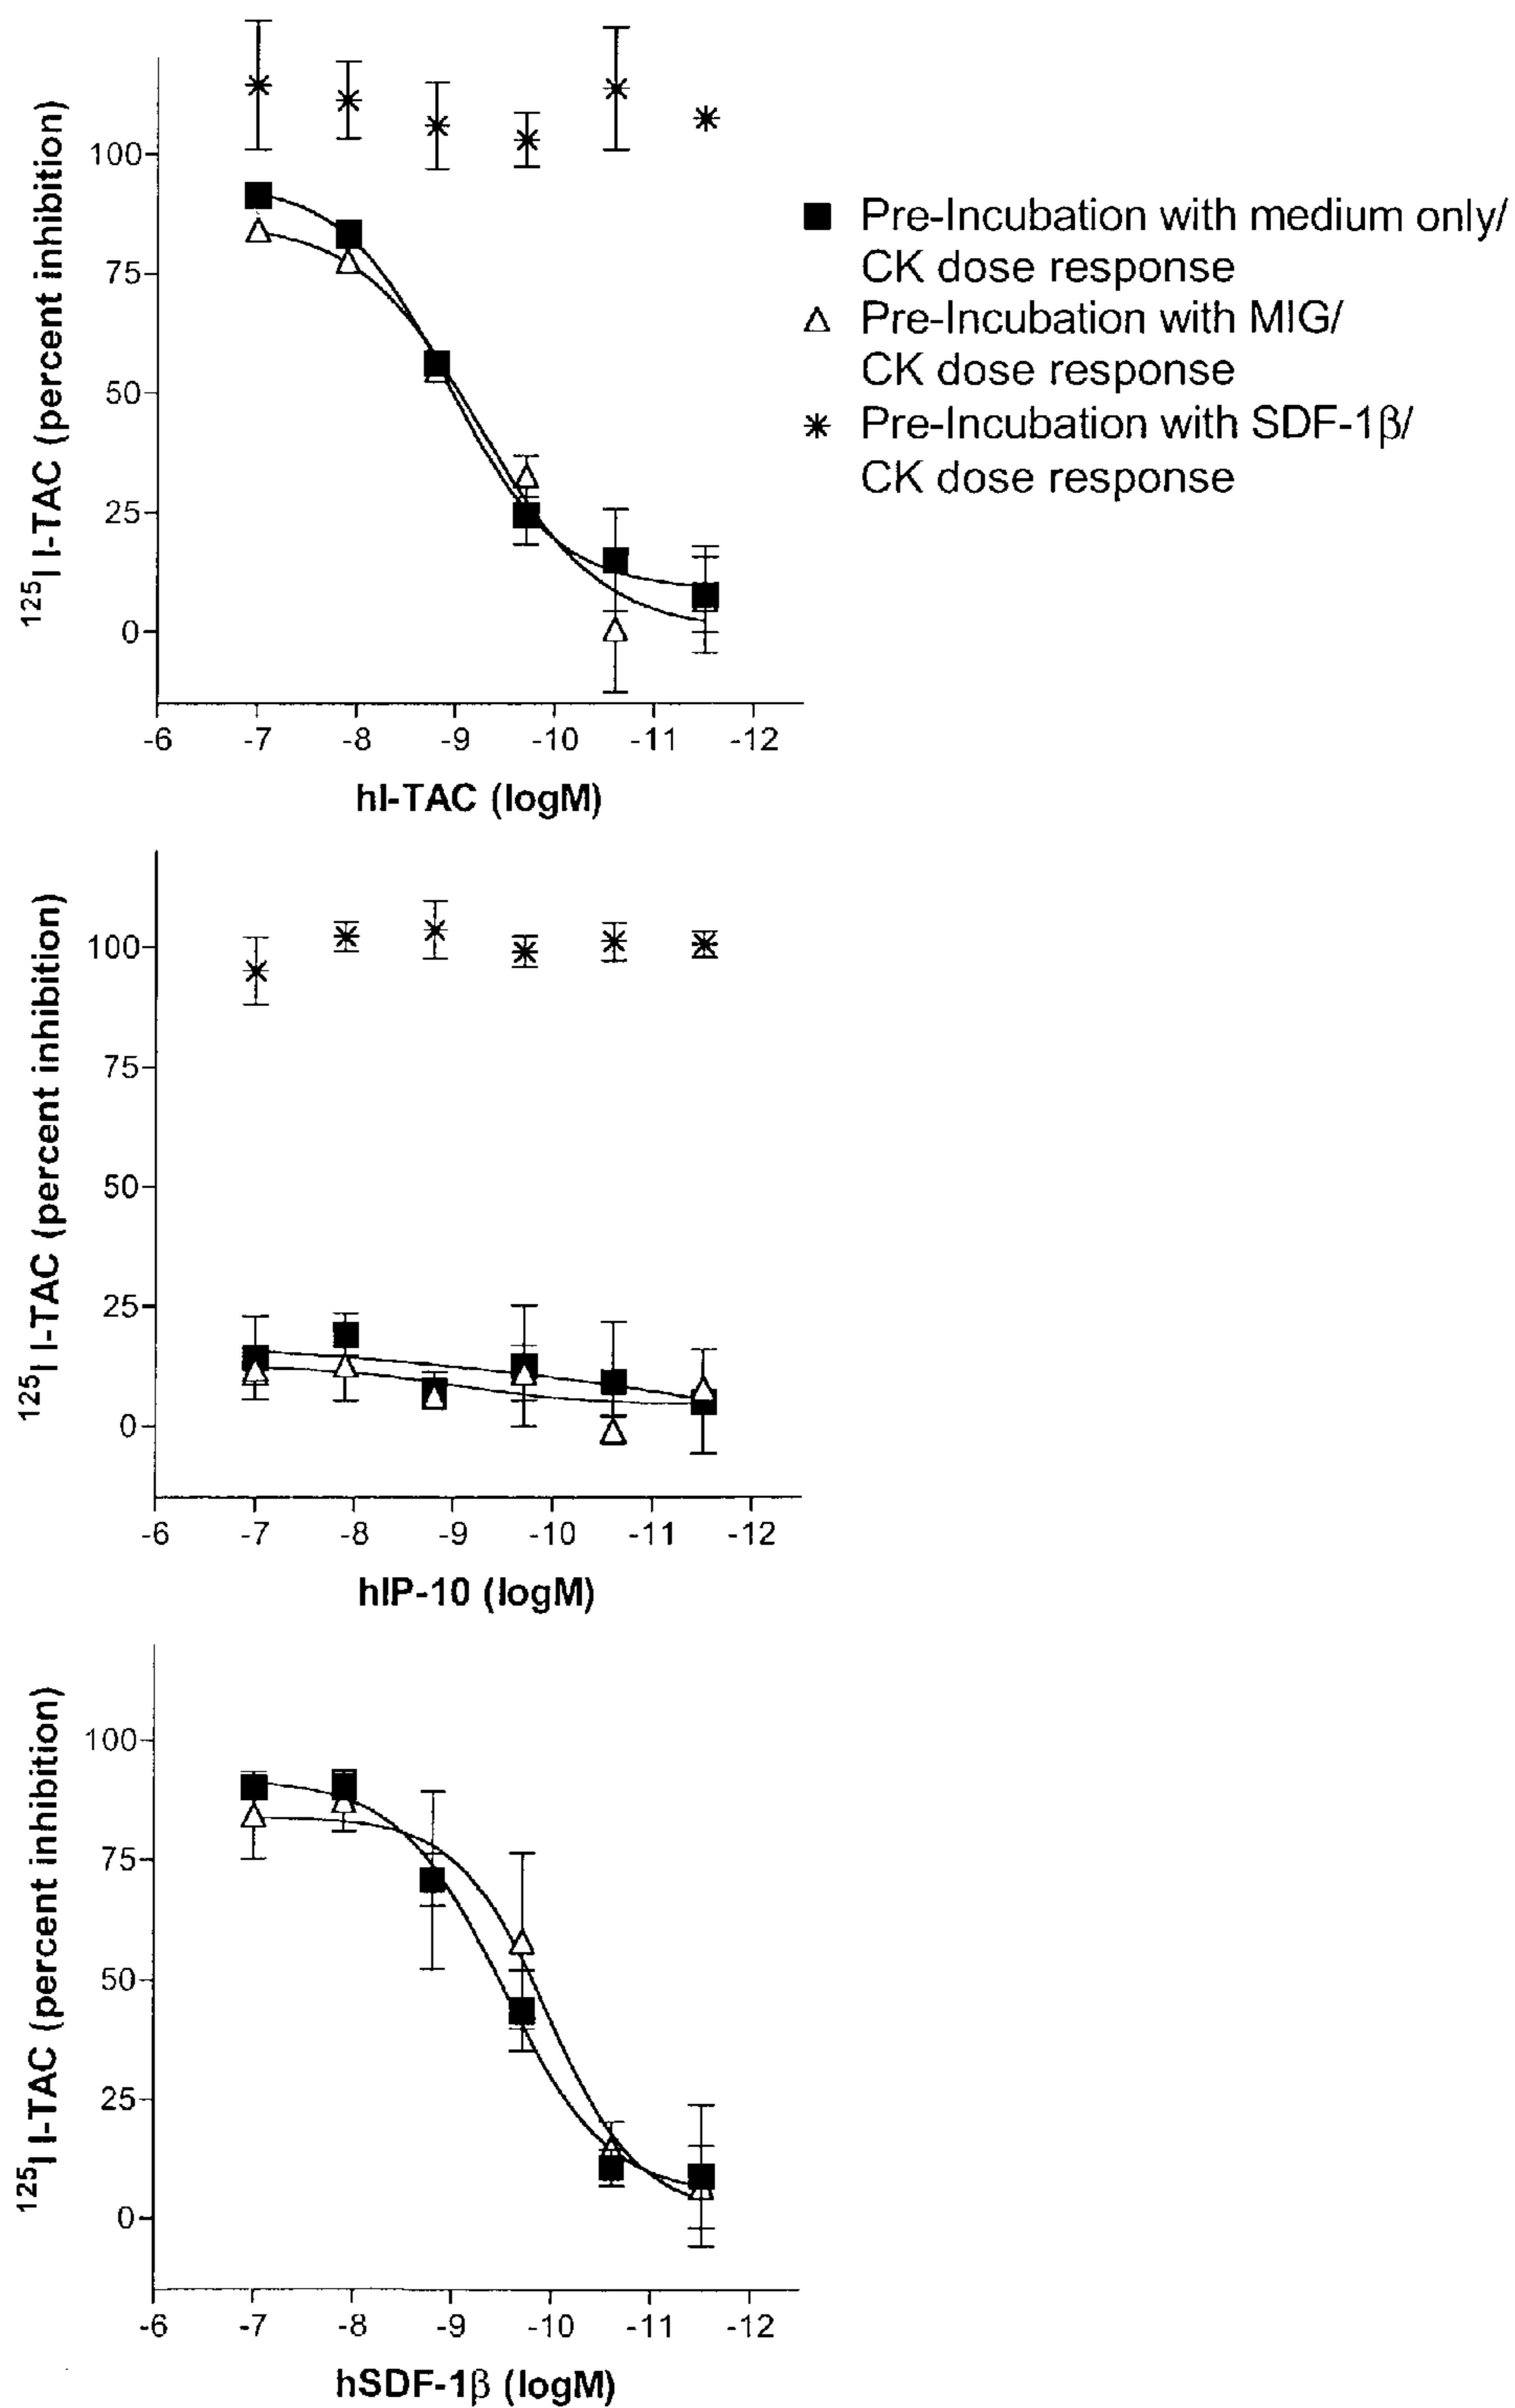 ¹²⁵I I-TAC (percent inhibition)
100
75
50
25
0
-6 -7 -8 -9 -10 -11 -12
hI-TAC (logM)
■ Pre-Incubation with medium only/
CK dose response
△ Pre-Incubation with MIG/
CK dose response
✳ Pre-Incubation with SDF-1β/
CK dose response
¹²⁵I I-TAC (percent inhibition)
100
75
50
25
0
-6 -7 -8 -9 -10 -11 -12
hIP-10 (logM)
¹²⁵I I-TAC (percent inhibition)
100
75
50
25
0
-6 -7 -8 -9 -10 -11 -12
hSDF-1β (logM)